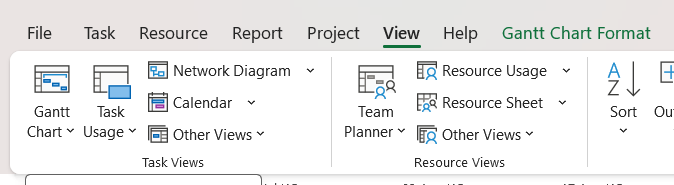 File Task Resource Report Project View Help Gantt Chart Format
Gantt Chart
Task Usage
Network Diagram
Calendar
Other Views
Task Views
Team Planner
Resource Usage
Resource Sheet
Other Views
Resource Views
A
Z
Sort